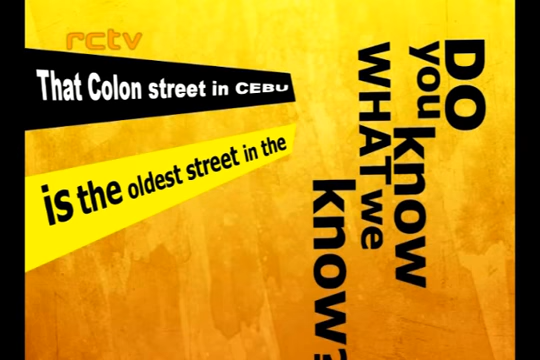 rctv
That Colon street in CEBU
is the oldest street in the
DO
you know
WHAT we
know?